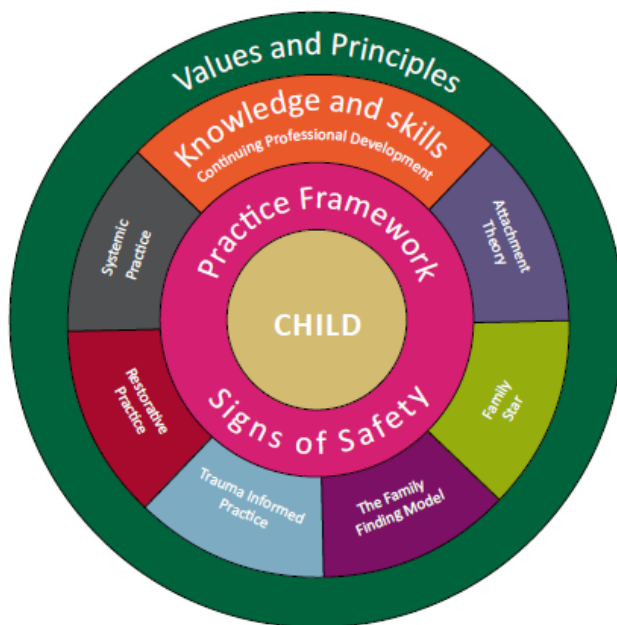 Values and Principles
Knowledge and skills
Continuing Professional Development
Attachment
Theory
Family
Star
The Family
Finding Model
Trauma Informed
Practice
Restorative
Practice
Systemic
Practice
Practice Framework
CHILD
Signs of Safety